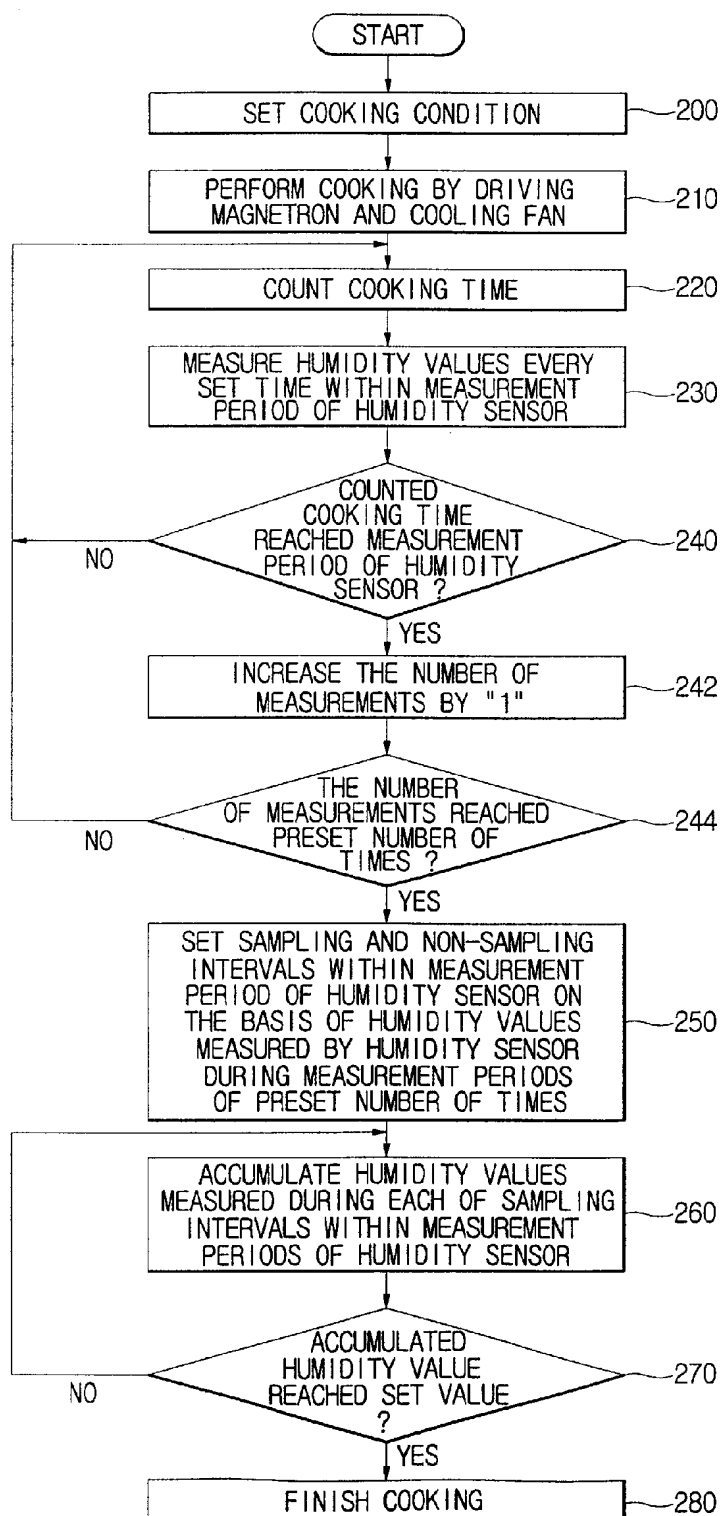 START
SET COOKING CONDITION
200
PERFORM COOKING BY DRIVING
MAGNETRON AND COOLING FAN
210
COUNT COOKING TIME
220
MEASURE HUMIDITY VALUES EVERY
SET TIME WITHIN MEASUREMENT
PERIOD OF HUMIDITY SENSOR
230
COUNTED
COOKING TIME
REACHED MEASUREMENT
PERIOD OF HUMIDITY
SENSOR ?
240
NO
YES
INCREASE THE NUMBER OF
MEASUREMENTS BY "1"
242
THE NUMBER
OF MEASUREMENTS REACHED
PRESET NUMBER OF
TIMES ?
244
NO
YES
SET SAMPLING AND NON-SAMPLING
INTERVALS WITHIN MEASUREMENT
PERIOD OF HUMIDITY SENSOR ON
THE BASIS OF HUMIDITY VALUES
MEASURED BY HUMIDITY SENSOR
DURING MEASUREMENT PERIODS
OF PRESET NUMBER OF TIMES
250
ACCUMULATE HUMIDITY VALUES
MEASURED DURING EACH OF SAMPLING
INTERVALS WITHIN MEASUREMENT
PERIODS OF HUMIDITY SENSOR
260
ACCUMULATED
HUMIDITY VALUE
REACHED SET VALUE
?
270
NO
YES
FINISH COOKING
280